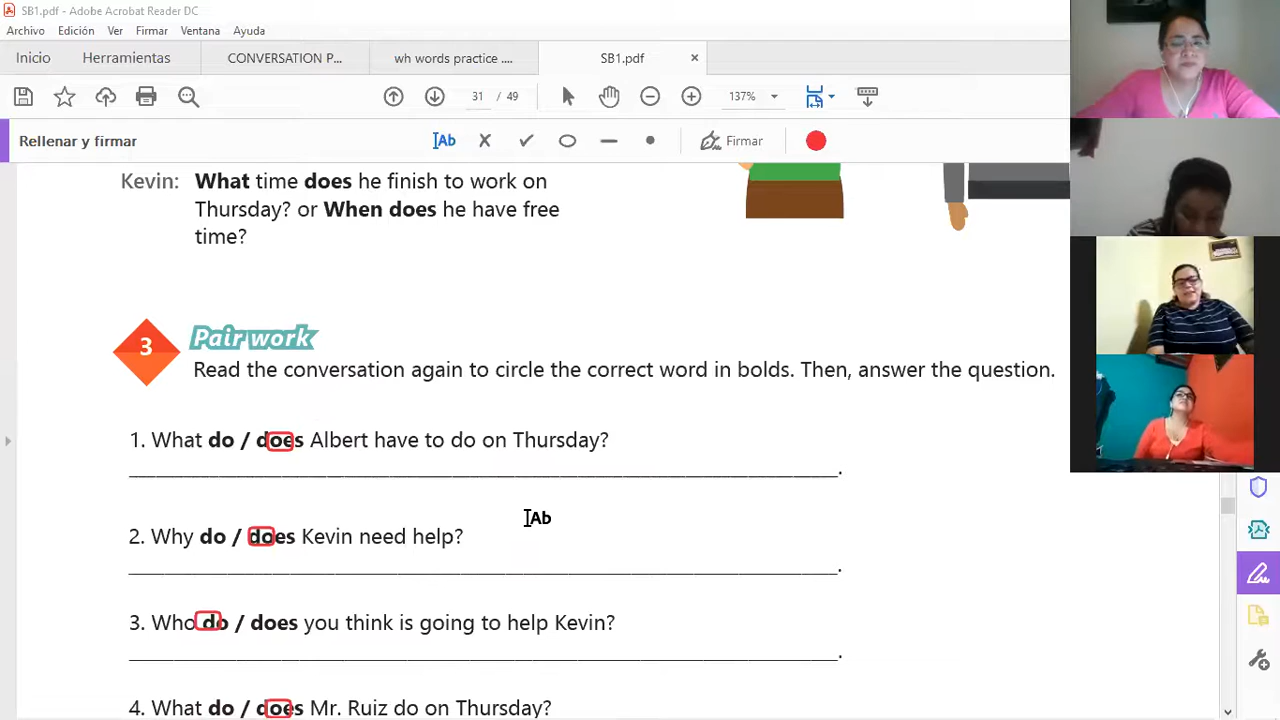 SB1.pdf - Adobe Acrobat Reader DC
Archivo Edición Ver Firmar Ventana Ayuda
Inicio Herramientas CONVERSATION P... wh words practice .... SB1.pdf ×
31 / 49 137%
Rellenar y firmar Ab Firmar
Kevin: What time does he finish to work on
Thursday? or When does he have free
time?
3 Pair work
Read the conversation again to circle the correct word in bolds. Then, answer the question.
1. What do / does Albert have to do on Thursday?
Ab
2. Why do / does Kevin need help?
3. Who do / does you think is going to help Kevin?
4. What do / does Mr. Ruiz do on Thursday?